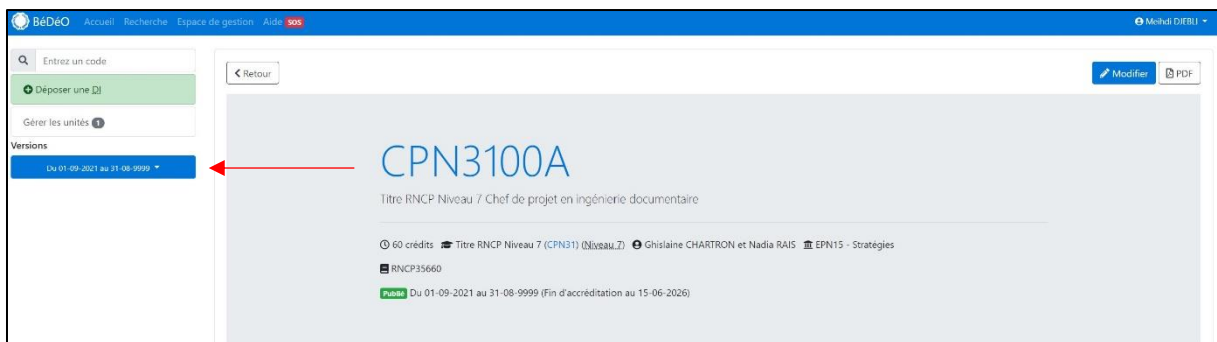 BéDéO Accueil Recherche Espace de gestion Aide SOS Meihdi DJEBLI
Entrez un code
Déposer une DI
Gérer les unités 1
Versions
Du 01-09-2021 au 31-08-9999
Retour
Modifier PDF
CPN3100A
Titre RNCP Niveau 7 Chef de projet en ingénierie documentaire
60 crédits Titre RNCP Niveau 7 (CPN31) (Niveau 7) Ghislaine CHARTRON et Nadia RAIS EPN15 - Stratégies
RNCP35660
Publié Du 01-09-2021 au 31-08-9999 (Fin d'accréditation au 15-06-2026)